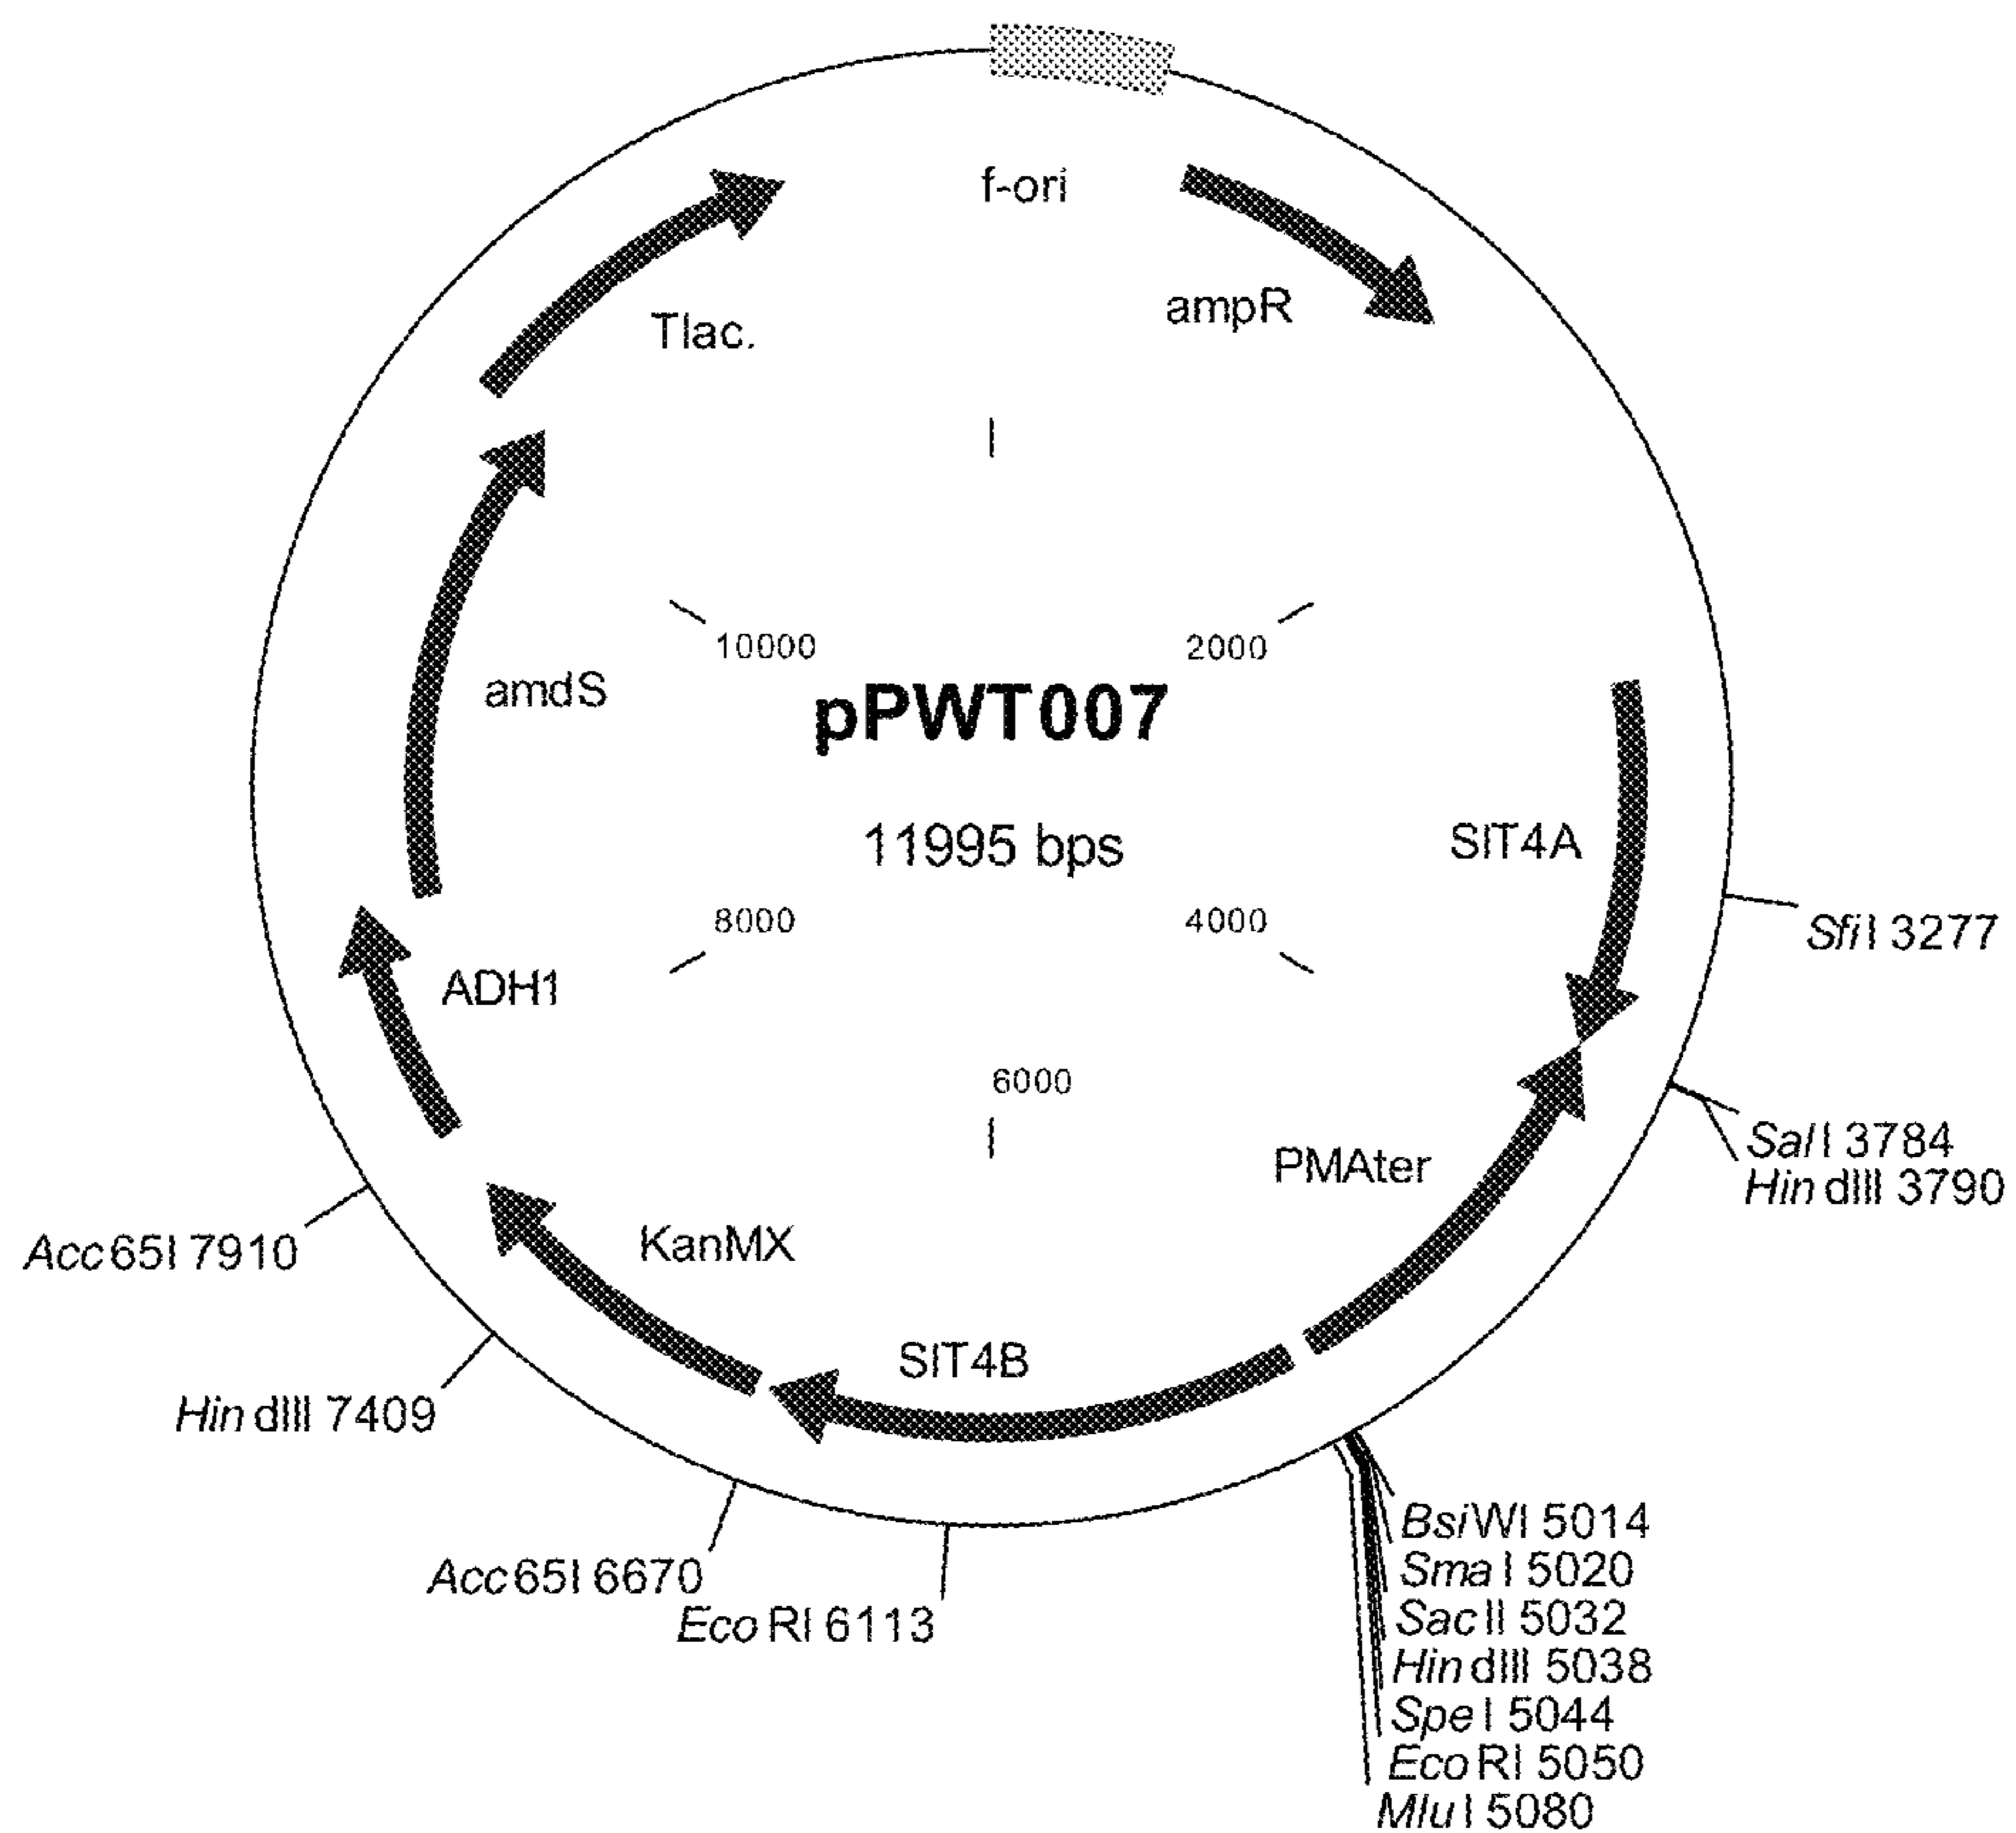 f-ori
ampR
Tlac.
10000
2000
amdS
pPWT007
11995 bps
SIT4A
8000
4000
SfiI 3277
ADH1
6000
SalI 3784
HindIII 3790
PMAter
KanMX
Acc65I 7910
SIT4B
HindIII 7409
Acc65I 6670
EcoRI 6113
BsiWI 5014
SmaI 5020
SacII 5032
HindIII 5038
SpeI 5044
EcoRI 5050
MluI 5080